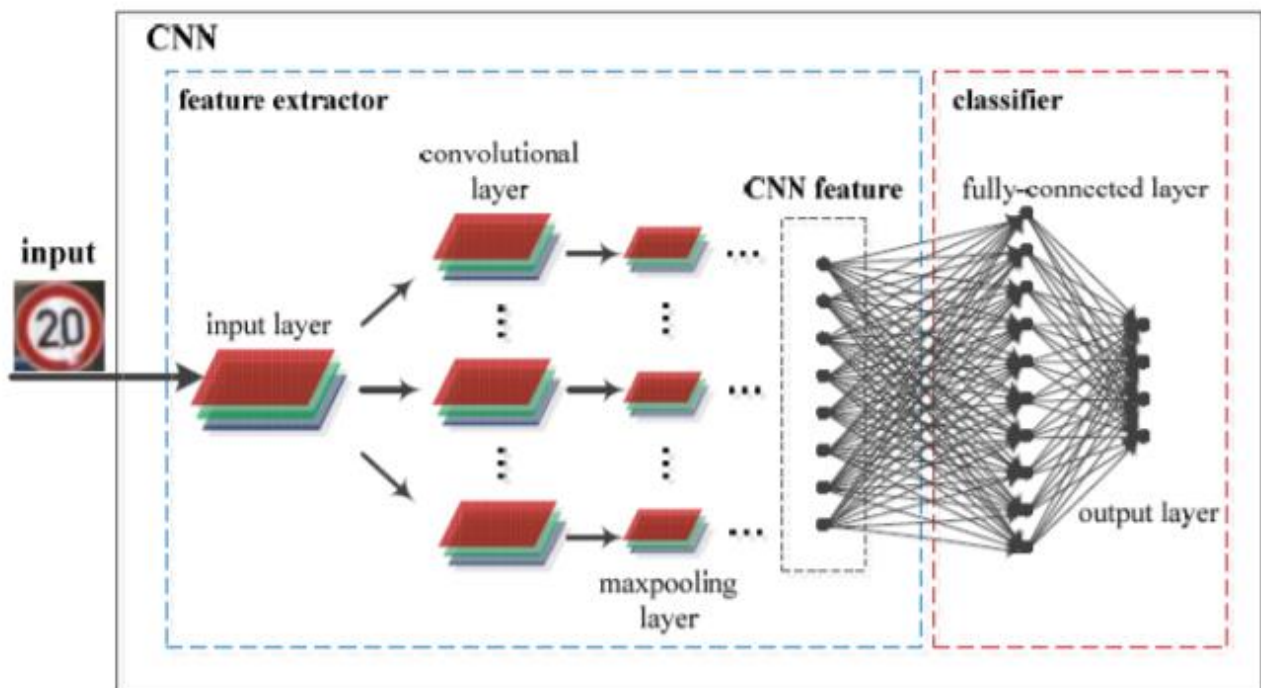 CNN
feature extractor
classifier
convolutional
layer
CNN feature
fully-connected layer
input
20
input layer
output layer
maxpooling
layer